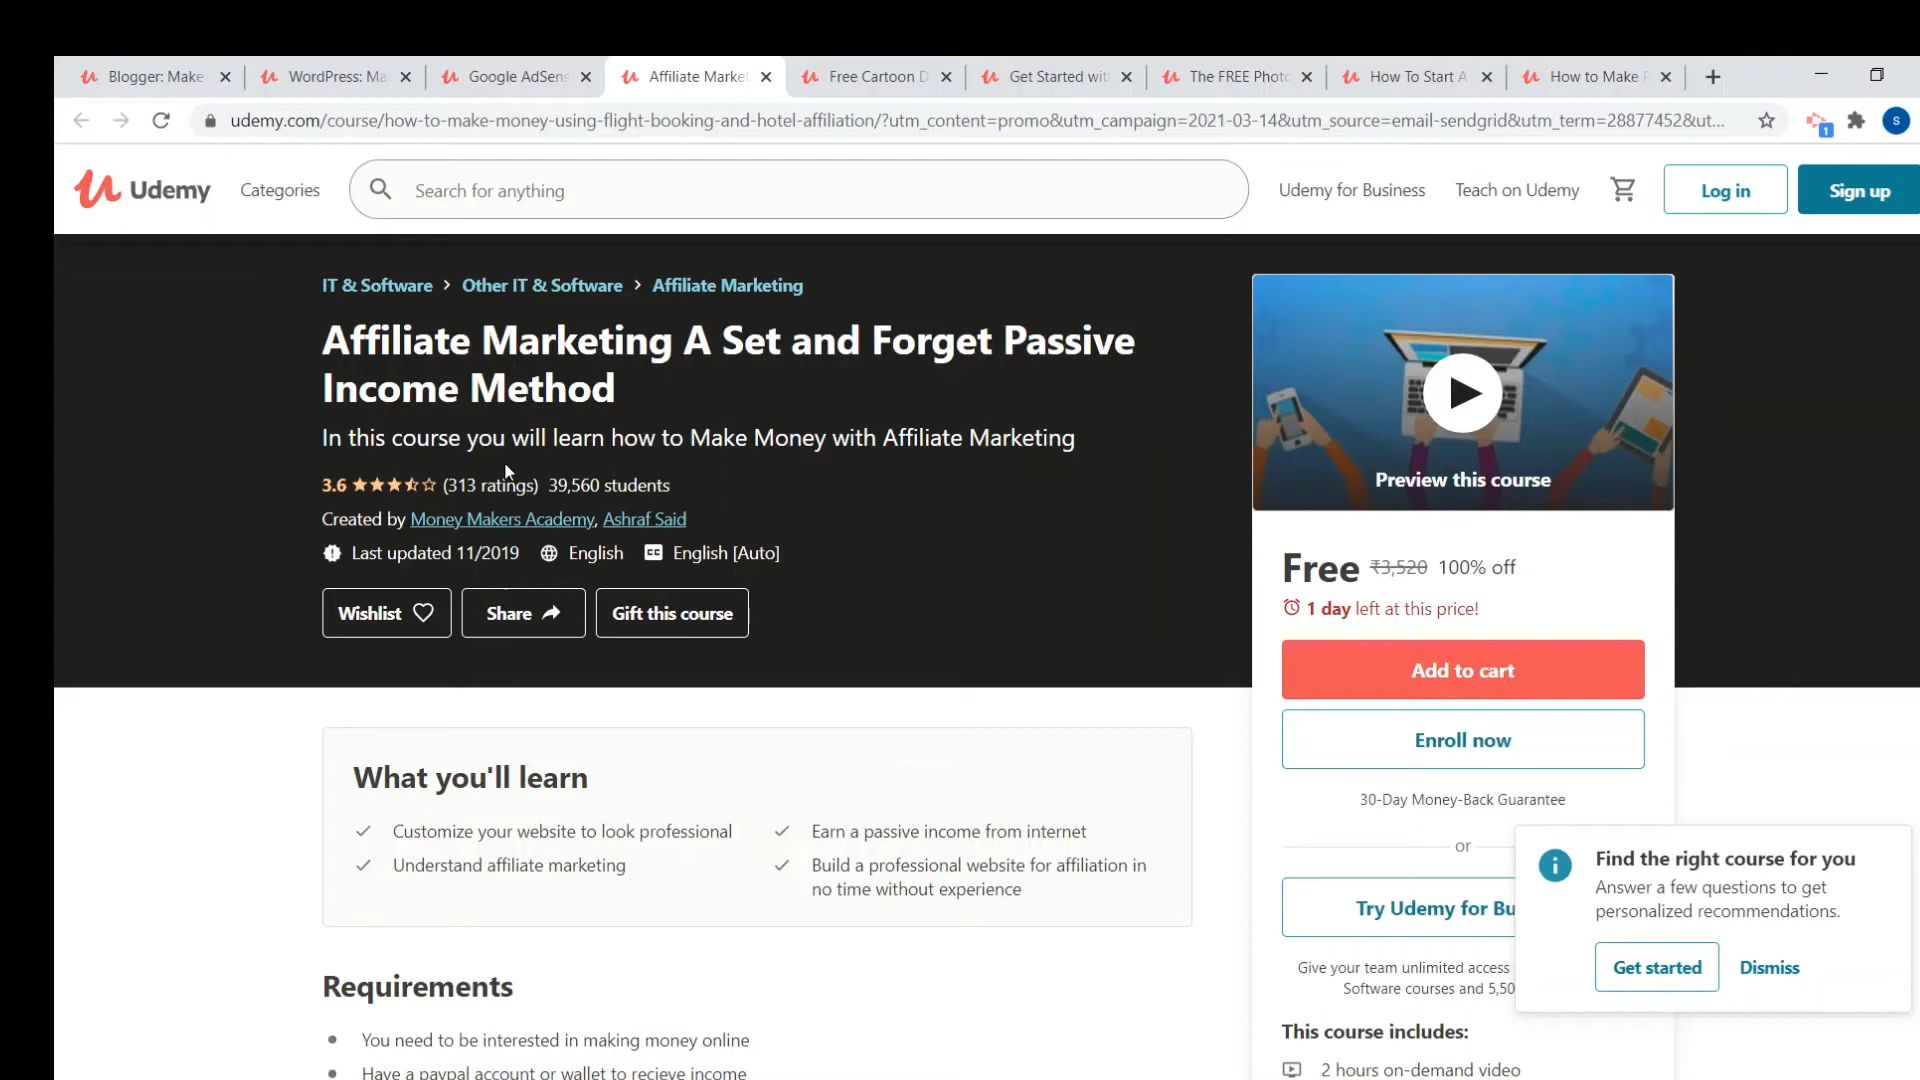 Blogger: Make
WordPress: Ma
Google AdSens
Affiliate Market
Free Cartoon D
Get Started wit
The FREE Photo
How To Start A
How to Make
udemy.com/course/how-to-make-money-using-flight-booking-and-hotel-affiliation/?utm_content=promo&utm_campaign=2021-03-14&utm_source=email-sendgrid&utm_term=28877452&ut...
1
S
Udemy
Categories
Search for anything
Udemy for Business
Teach on Udemy
Log in
Sign up
IT & Software > Other IT & Software > Affiliate Marketing
Affiliate Marketing A Set and Forget Passive
Income Method
In this course you will learn how to Make Money with Affiliate Marketing
3.6 (313 ratings) 39,560 students
Created by Money Makers Academy, Ashraf Said
Last updated 11/2019 English CC English [Auto]
Wishlist
Share
Gift this course
Preview this course
Free ₹3,520 100% off
1 day left at this price!
Add to cart
Enroll now
30-Day Money-Back Guarantee
or
Try Udemy for Bu
Give your team unlimited access
Software courses and 5,50
This course includes:
2 hours on-demand video
What you'll learn
Customize your website to look professional
Understand affiliate marketing
Earn a passive income from internet
Build a professional website for affiliation in
no time without experience
Requirements
You need to be interested in making money online
Have a paypal account or wallet to recieve income
Find the right course for you
Answer a few questions to get
personalized recommendations.
Get started
Dismiss